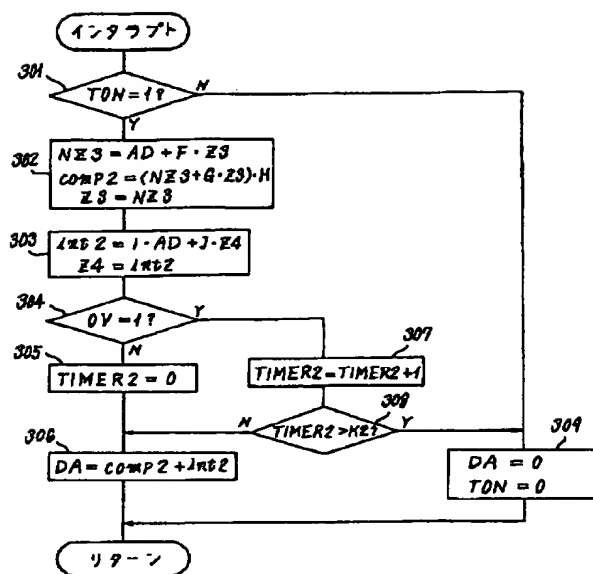 インタラプト
301
TON=1?
N
Y
302
NZ3=AD+F·Z3
comp2=(NZ3+G·Z3)·H
Z3=NZ3
303
int2=I·AD+J·Z4
Z4=int2
304
OV=1?
Y
N
305
TIMER2=0
307
TIMER2=TIMER2+1
308
TIMER2>K2?
N
Y
306
DA=comp2+int2
309
DA=0
TON=0
リターン